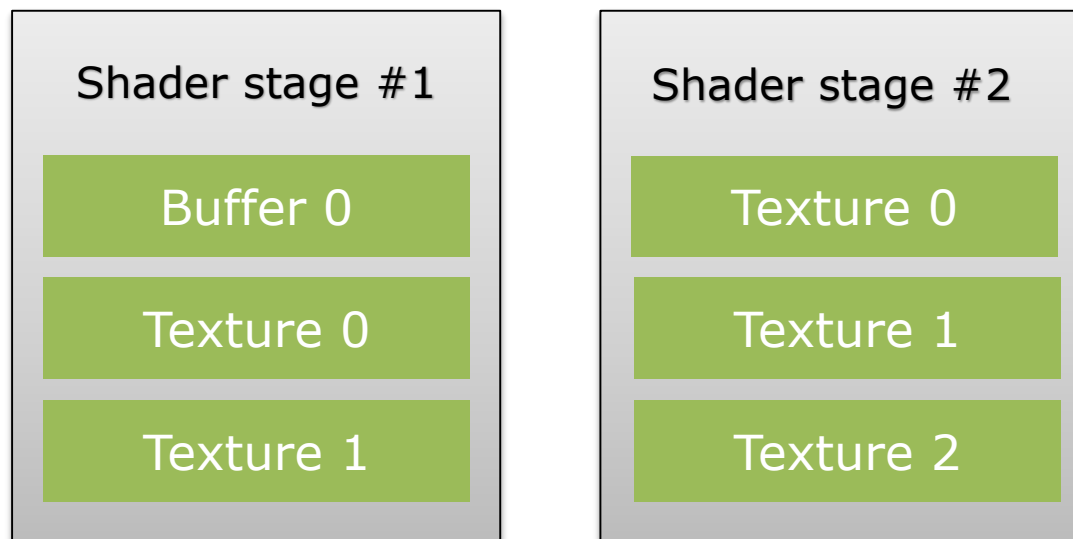 Shader stage #1
Buffer 0
Texture 0
Texture 1
Shader stage #2
Texture 0
Texture 1
Texture 2